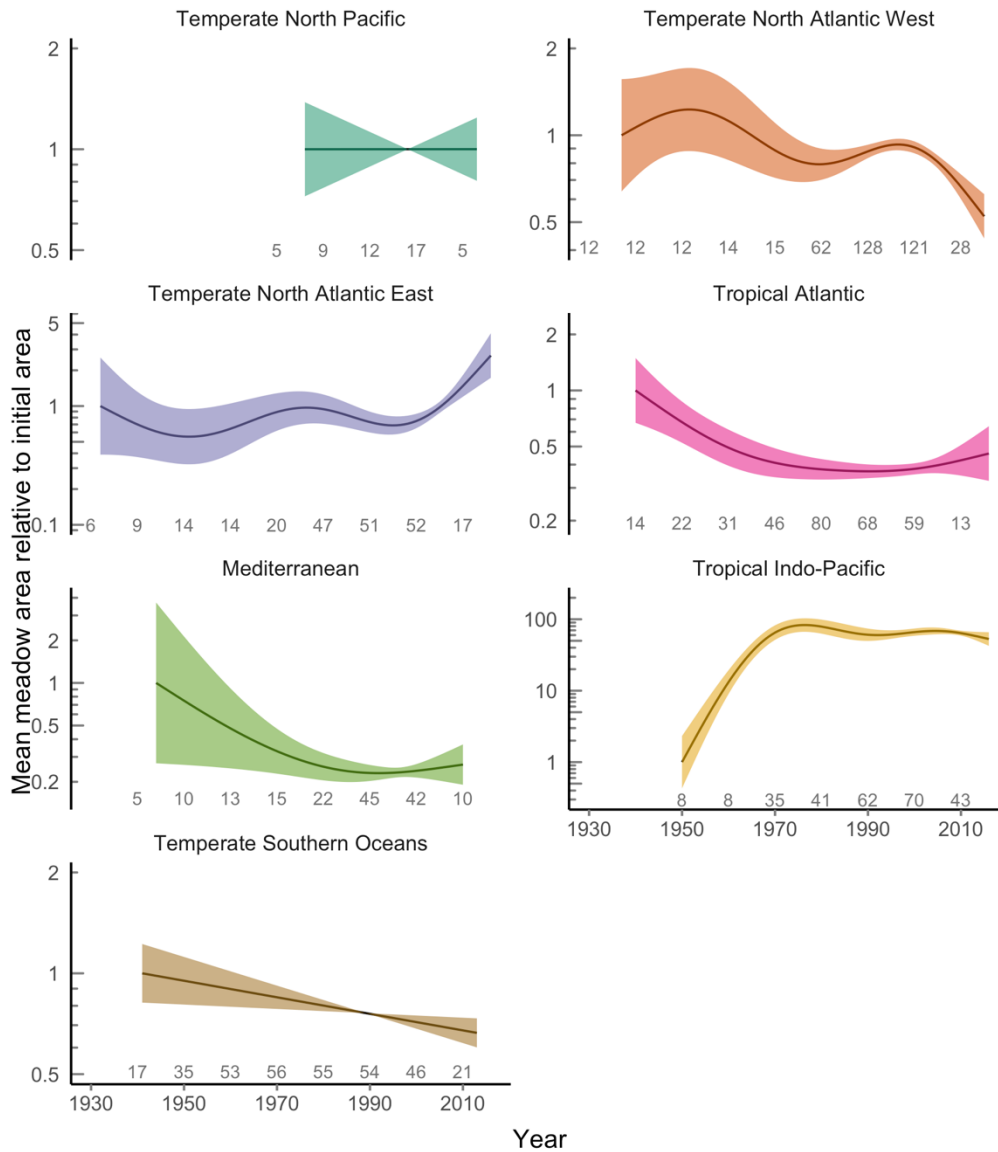 Temperate North Pacific
2
1
0.5
5 9 12 17 5
Temperate North Atlantic West
2
1
0.5
12 12 12 14 15 62 128 121 28
Temperate North Atlantic East
5
1
0.1
6 9 14 14 20 47 51 52 17
Tropical Atlantic
2
1
0.5
0.2
14 22 31 46 80 68 59 13
Mediterranean
2
1
0.5
0.2
5 10 13 15 22 45 42 10
Tropical Indo-Pacific
100
10
1
8 8 35 41 62 70 43
1930 1950 1970 1990 2010
Temperate Southern Oceans
2
1
0.5
17 35 53 56 55 54 46 21
1930 1950 1970 1990 2010
Mean meadow area relative to initial area
Year